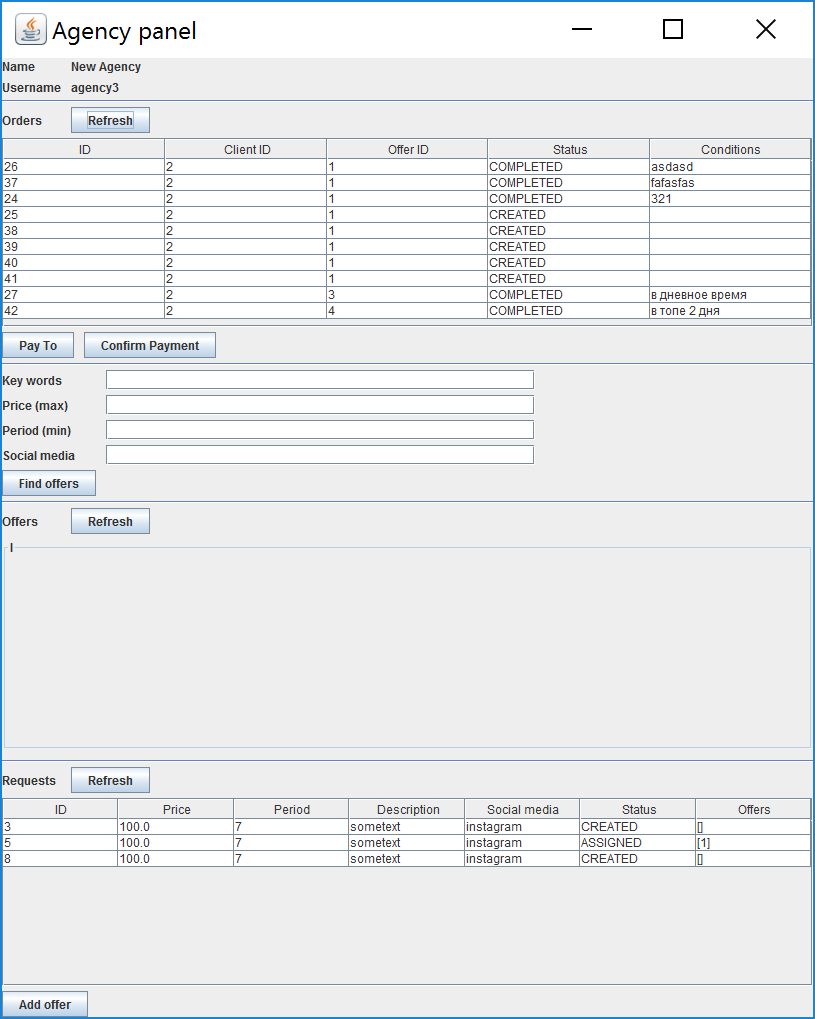 Agency panel
Name New Agency
Username agency3
Orders Refresh
ID Client ID Offer ID Status Conditions
26 2 1 COMPLETED asdasd
37 2 1 COMPLETED fafasfas
24 2 1 COMPLETED 321
25 2 1 CREATED
38 2 1 CREATED
39 2 1 CREATED
40 2 1 CREATED
41 2 1 CREATED
27 2 3 COMPLETED в дневное время
42 2 4 COMPLETED в топе 2 дня
Pay To Confirm Payment
Key words
Price (max)
Period (min)
Social media
Find offers
Offers Refresh
l
Requests Refresh
ID Price Period Description Social media Status Offers
3 100.0 7 sometext instagram CREATED []
5 100.0 7 sometext instagram ASSIGNED [1]
8 100.0 7 sometext instagram CREATED []
Add offer